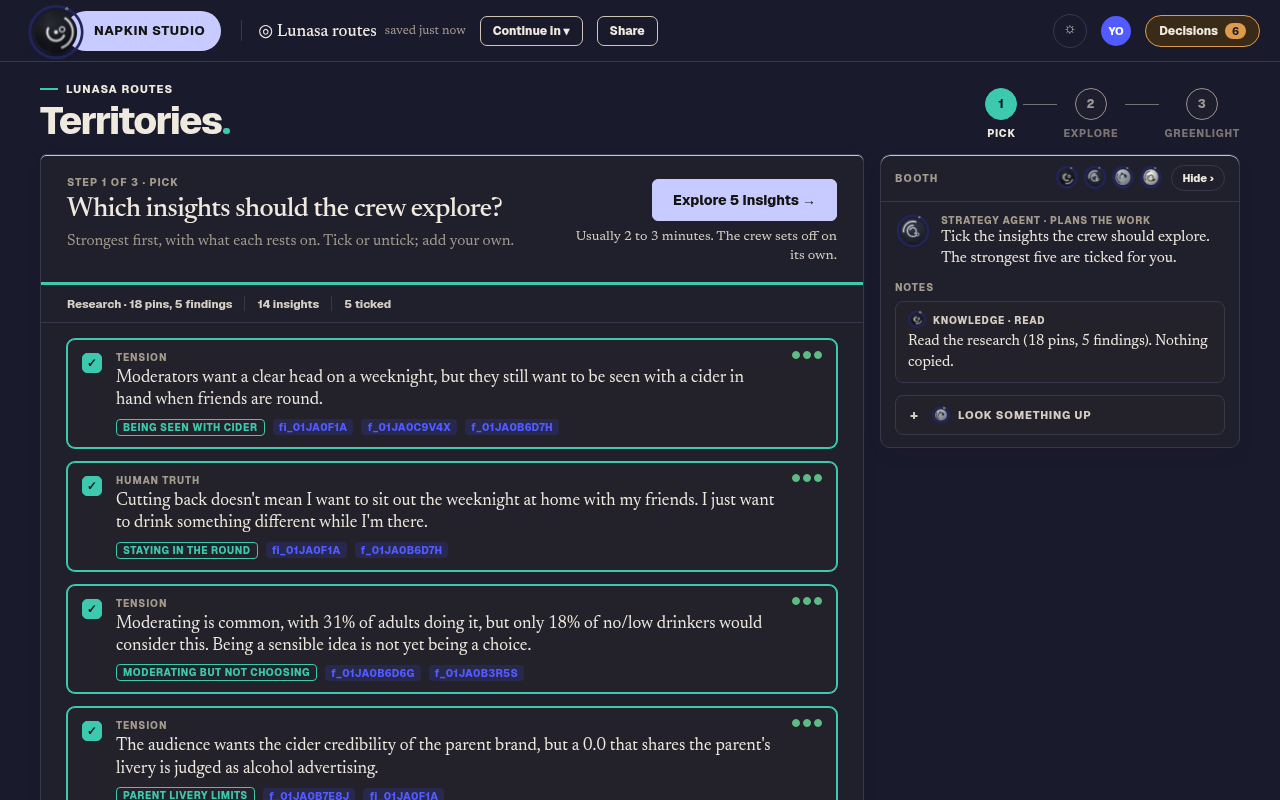 NAPKIN STUDIO
Lunasa routes saved just now
Continue in ▾
Share
YO
Decisions 6
LUNASA ROUTES
Territories.
1 2 3
PICK EXPLORE GREENLIGHT
STEP 1 OF 3 · PICK
Which insights should the crew explore?
Strongest first, with what each rests on. Tick or untick; add your own.
Explore 5 Insights →
Usually 2 to 3 minutes. The crew sets off on
its own.
Research · 18 pins, 5 findings 14 insights 5 ticked
TENSION
Moderators want a clear head on a weeknight, but they still want to be seen with a cider in
hand when friends are round.
BEING SEEN WITH CIDER fi_01JA0F1A f_01JA0C9V4X f_01JA0B6D7H
HUMAN TRUTH
Cutting back doesn't mean I want to sit out the weeknight at home with my friends. I just want
to drink something different while I'm there.
STAYING IN THE ROUND fi_01JA0F1A f_01JA0B6D7H
TENSION
Moderating is common, with 31% of adults doing it, but only 18% of no/low drinkers would
consider this. Being a sensible idea is not yet being a choice.
MODERATING BUT NOT CHOOSING f_01JA0B6D6G f_01JA0B3R5S
TENSION
The audience wants the cider credibility of the parent brand, but a 0.0 that shares the parent's
livery is judged as alcohol advertising.
PARENT LIVERY LIMITS f_01JA0B7E8J fi_01JA0F1A
BOOTH
Hide ›
STRATEGY AGENT · PLANS THE WORK
Tick the insights the crew should explore.
The strongest five are ticked for you.
NOTES
KNOWLEDGE · READ
Read the research (18 pins, 5 findings). Nothing
copied.
+ LOOK SOMETHING UP